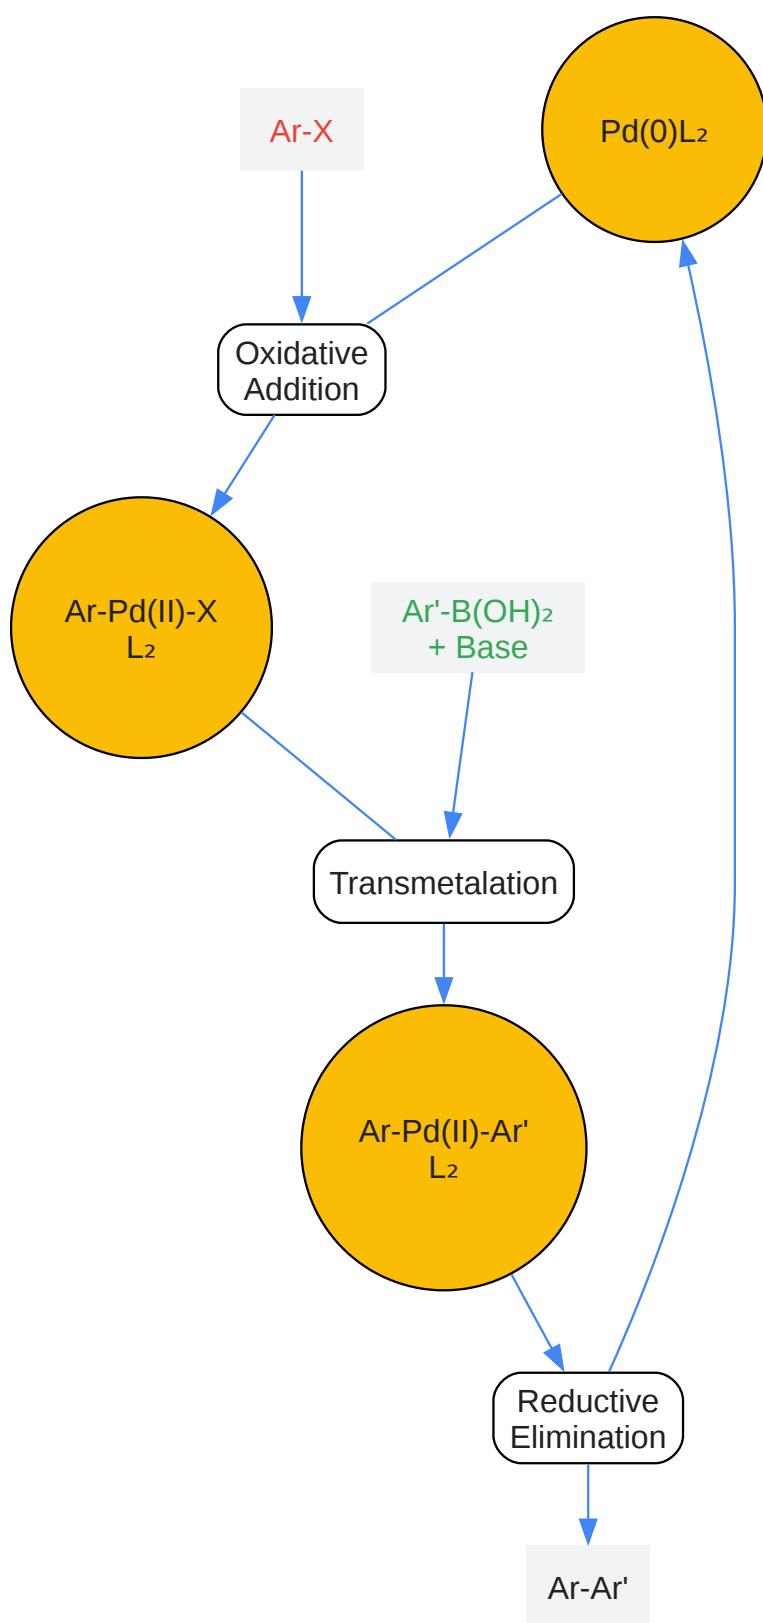 Ar-X
Pd(0)L₂
Oxidative
Addition
Ar-Pd(II)-X
L₂
Ar'-B(OH)₂
+ Base
Transmetalation
Ar-Pd(II)-Ar'
L₂
Reductive
Elimination
Ar-Ar'